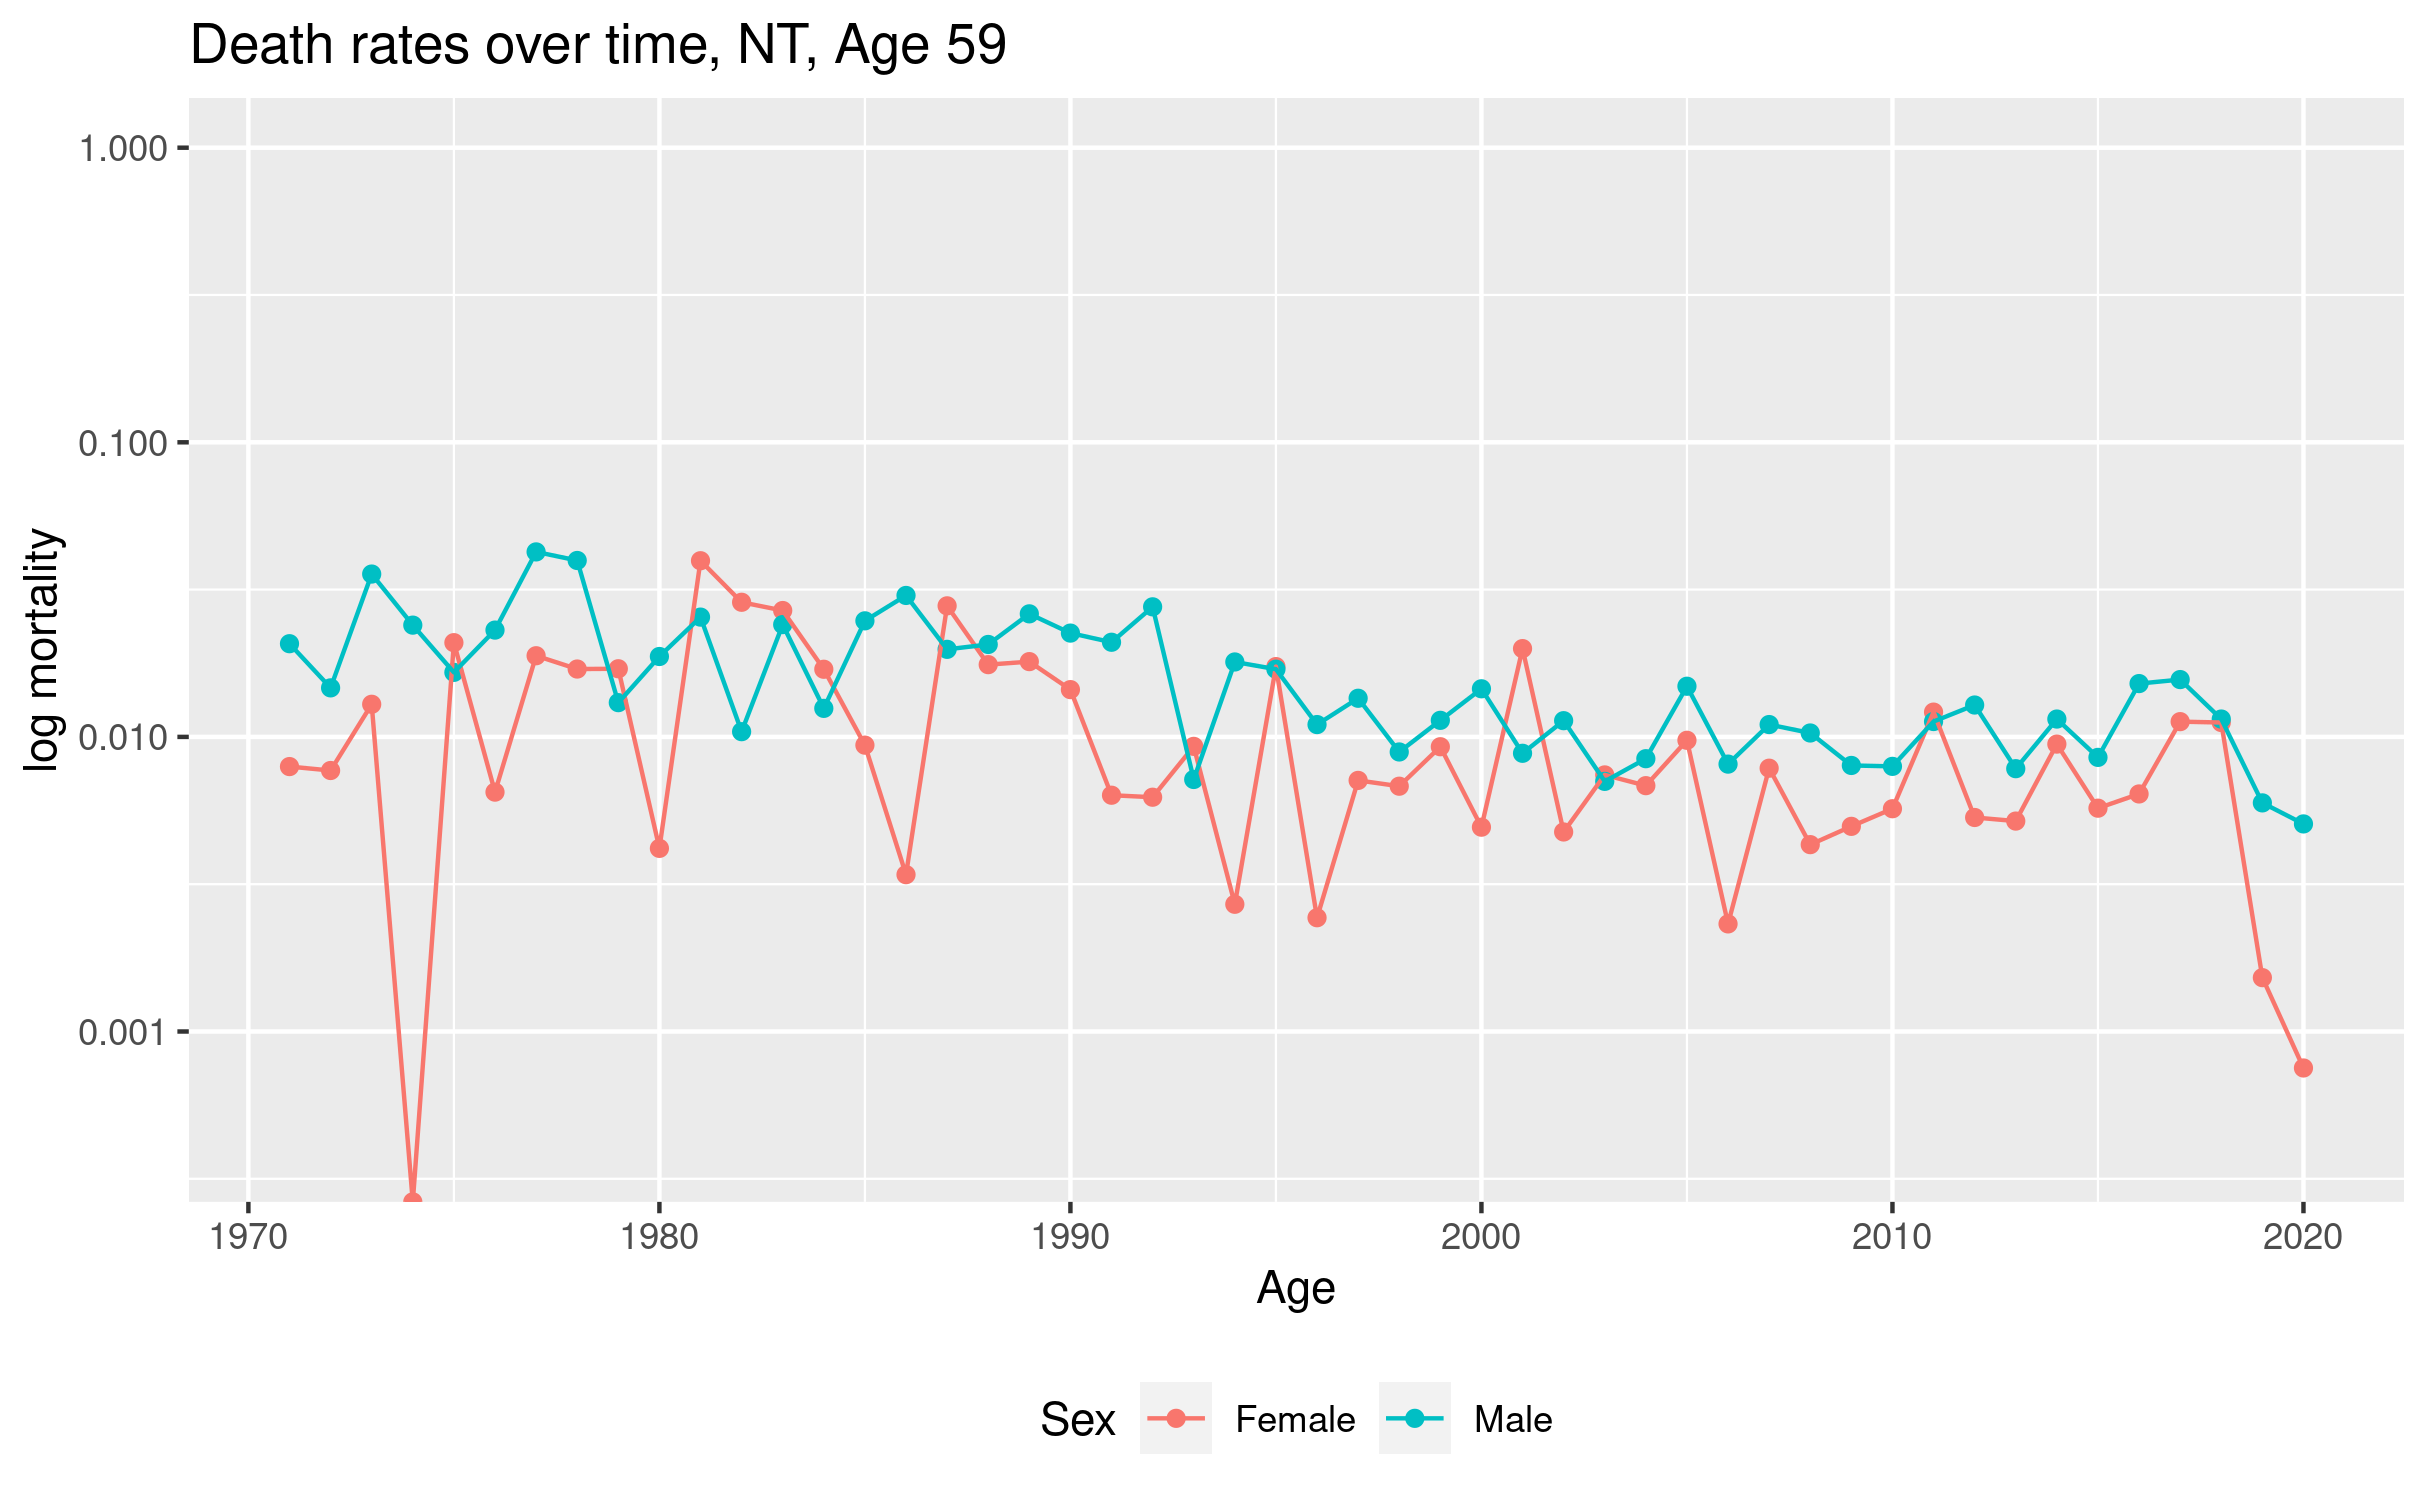 Death rates over time, NT, Age 59
log mortality
1.000
0.100
0.010
0.001
1970 1980 1990 2000 2010 2020
Age
Sex Female Male